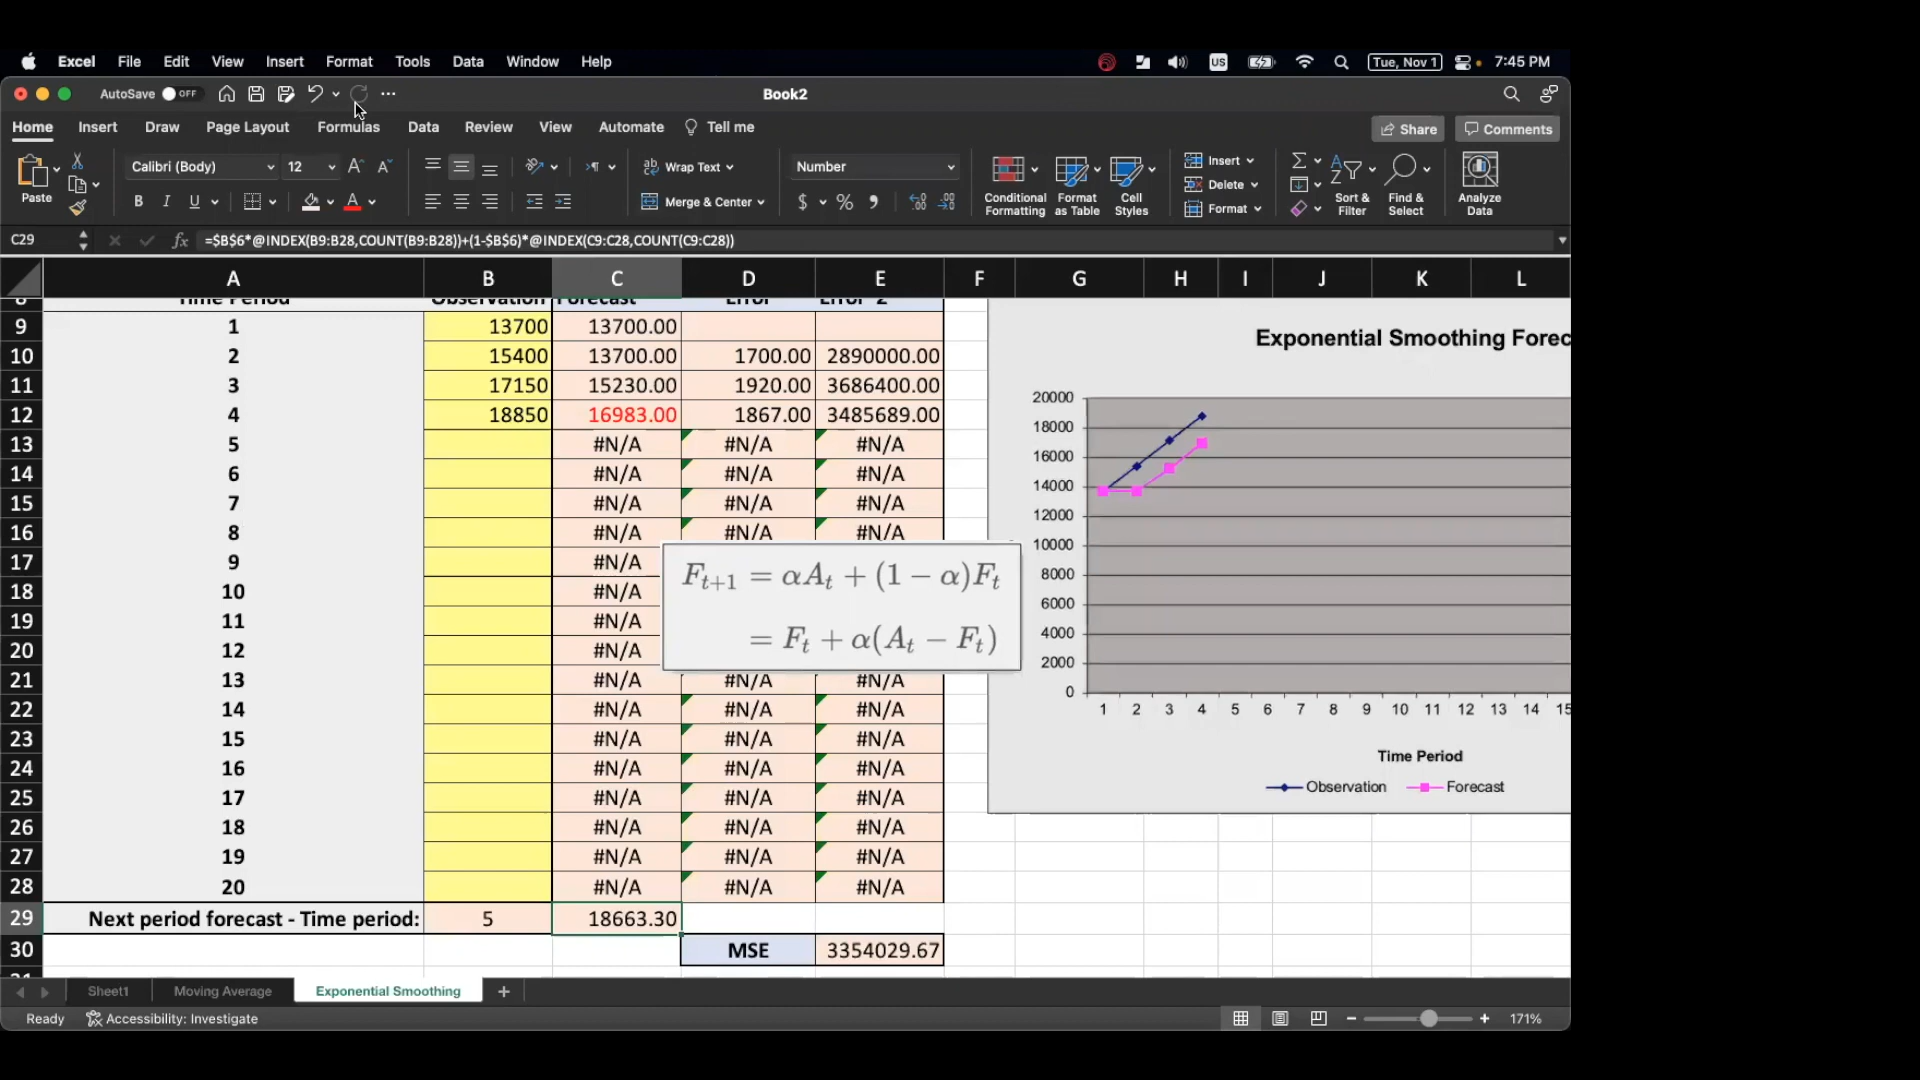 Excel File Edit View Insert Format Tools Data Window Help US Tue, Nov 1 7:45 PM
AutoSave OFF Book2
Home Insert Draw Page Layout Formulas Data Review View Automate Tell me Share Comments
Paste Calibri (Body) 12 Wrap Text Number Insert
B I U Merge & Center $ % Delete
Conditional Formatting Format as Table Cell Styles Format Sort & Filter Find & Select Analyze Data
C29 fx =$B$6*@INDEX(B9:B28,COUNT(B9:B28))+(1-$B$6)*@INDEX(C9:C28,COUNT(C9:C28))
A B C D E F G H I J K L
8 Time Period Observation Forecast Error
9 1 13700 13700.00
10 2 15400 13700.00 1700.00 2890000.00
11 3 17150 15230.00 1920.00 3686400.00
12 4 18850 16983.00 1867.00 3485689.00
13 5 #N/A #N/A #N/A
14 6 #N/A #N/A #N/A
15 7 #N/A #N/A #N/A
16 8 #N/A #N/A #N/A
17 9 #N/A
18 10 #N/A
19 11 #N/A
20 12 #N/A
21 13 #N/A #N/A #N/A
22 14 #N/A #N/A #N/A
23 15 #N/A #N/A #N/A
24 16 #N/A #N/A #N/A
25 17 #N/A #N/A #N/A
26 18 #N/A #N/A #N/A
27 19 #N/A #N/A #N/A
28 20 #N/A #N/A #N/A
29 Next period forecast - Time period: 5 18663.30
30 MSE 3354029.67
F_{t+1} = αA_t + (1 − α)F_t
= F_t + α(A_t − F_t)
Exponential Smoothing Forec
20000
18000
16000
14000
12000
10000
8000
6000
4000
2000
0
1 2 3 4 5 6 7 8 9 10 11 12 13 14 15
Time Period
Observation Forecast
Sheet1 Moving Average Exponential Smoothing +
Ready Accessibility: Investigate 171%